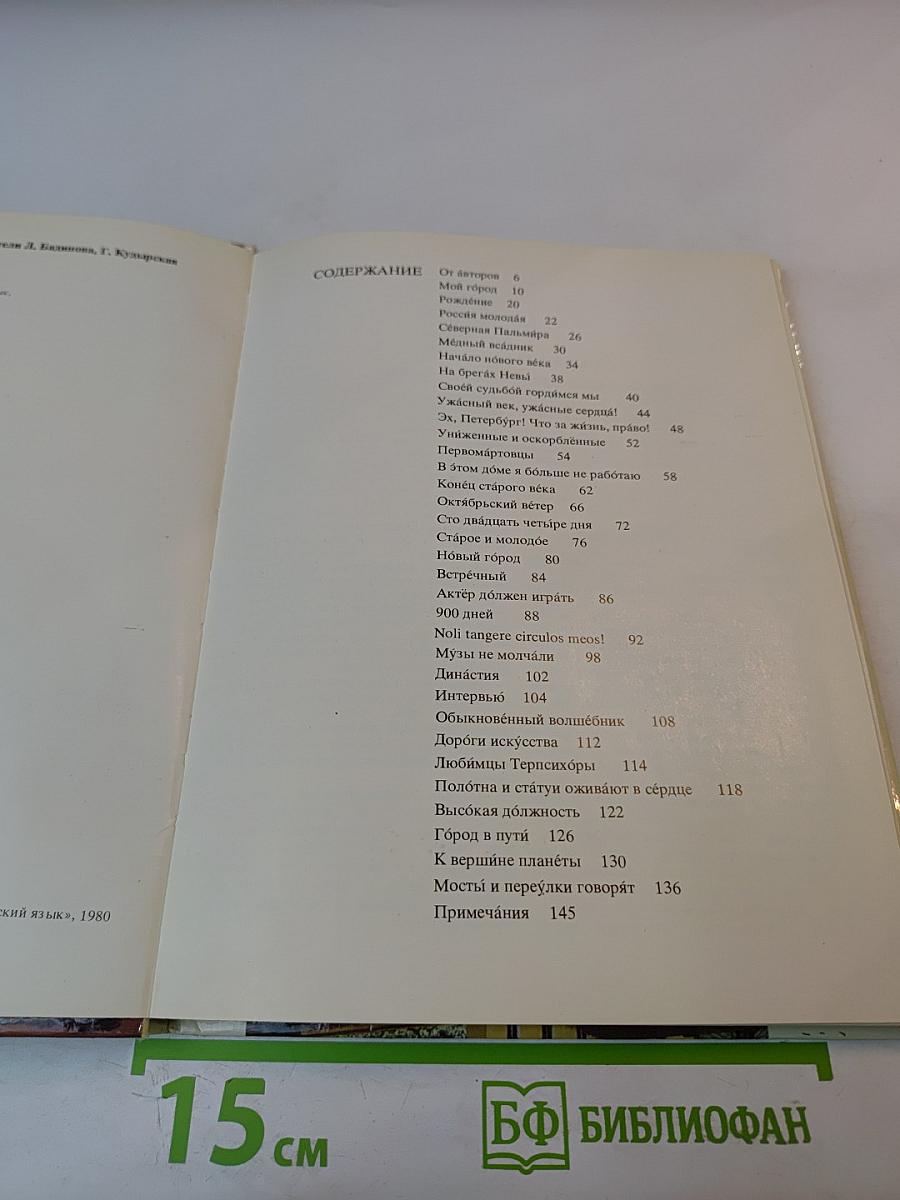 Л. Бядинова, Г. Кудырская
СОДЕРЖАНИЕ
От а́второв 6
Мой го́род 10
Рожде́ние 20
Росси́я молода́я 22
Се́верная Пальми́ра 26
Ме́дный вса́дник 30
Нача́ло но́вого ве́ка 34
На брега́х Невы́ 38
Свое́й судьбо́й горди́мся мы 40
Ужа́сный век, ужа́сные сердца́! 44
Эх, Петербу́рг! Что за жи́знь, пра́во! 48
Уни́женные и оскорблённые 52
Первома́ртовцы 54
В э́том до́ме я бо́льше не рабо́таю 58
Коне́ц ста́рого ве́ка 62
Октя́брьский ве́тер 66
Сто два́дцать четы́ре дня 72
Ста́рое и молодо́е 76
Но́вый го́род 80
Встре́чный 84
Актёр до́лжен игра́ть 86
900 дней 88
Noli tangere circulos meos! 92
Му́зы не молча́ли 98
Дина́стия 102
Интервью́ 104
Обыкнове́нный волше́бник 108
Доро́ги иску́сства 112
Люби́мцы Терпсихо́ры 114
Поло́тна и ста́туи ожива́ют в се́рдце 118
Высо́кая до́лжность 122
Го́род в пути́ 126
К верши́не плане́ты 130
Мосты́ и переу́лки говоря́т 136
Примеча́ния 145
ский язык», 1980
15 см
БФ БИБЛИОФАН